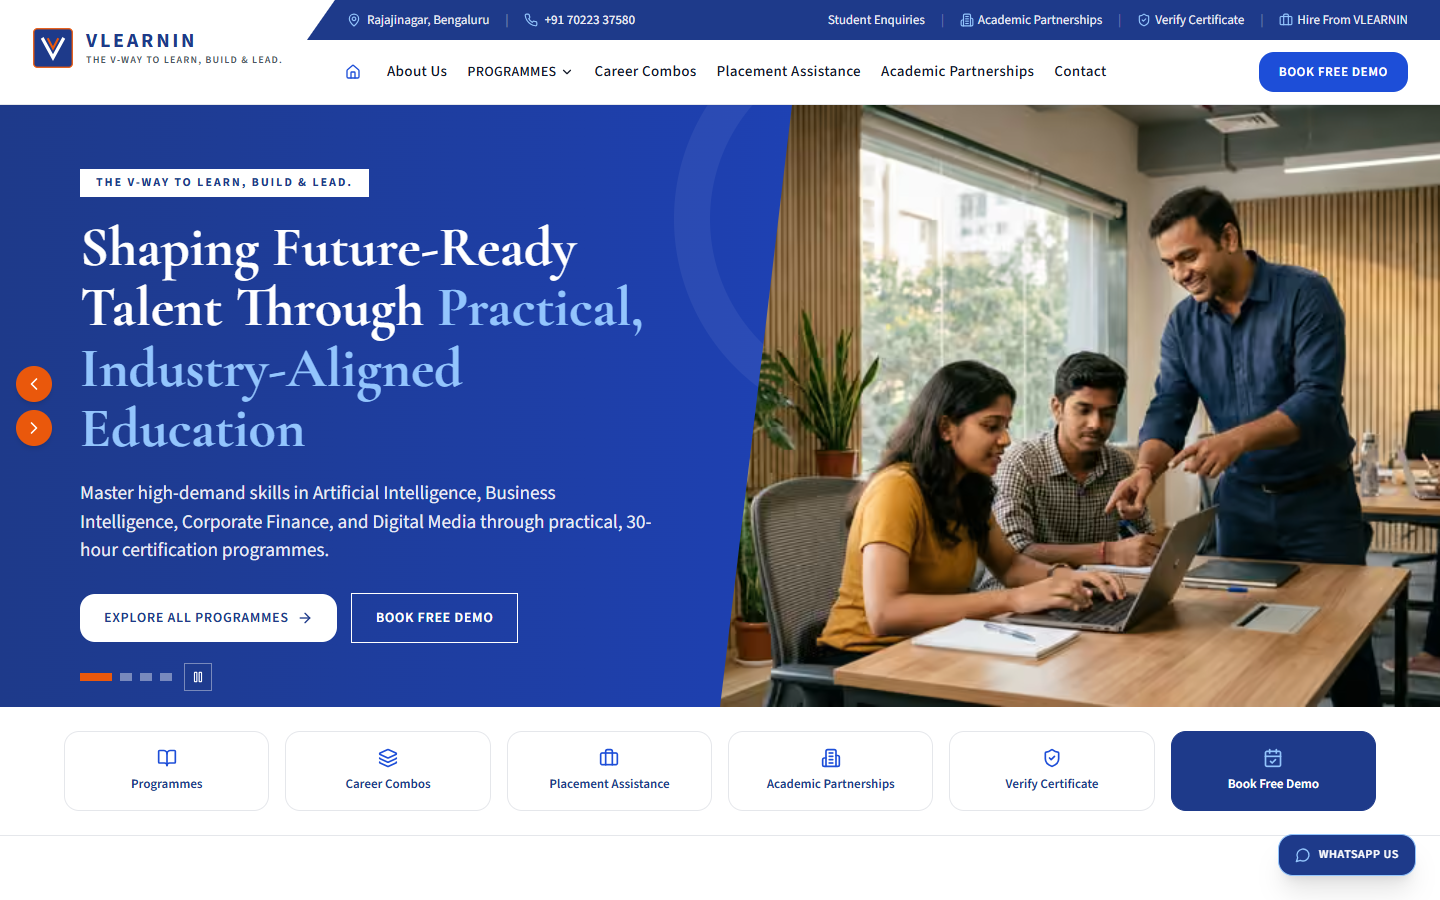 VLEARNIN
THE V-WAY TO LEARN, BUILD & LEAD.
Rajajinagar, Bengaluru
+91 70223 37580
Student Enquiries
Academic Partnerships
Verify Certificate
Hire From VLEARNIN
About Us
PROGRAMMES
Career Combos
Placement Assistance
Academic Partnerships
Contact
BOOK FREE DEMO
THE V-WAY TO LEARN, BUILD & LEAD.
Shaping Future-Ready
Talent Through Practical,
Industry-Aligned
Education
Master high-demand skills in Artificial Intelligence, Business
Intelligence, Corporate Finance, and Digital Media through practical, 30-
hour certification programmes.
EXPLORE ALL PROGRAMMES
BOOK FREE DEMO
Programmes
Career Combos
Placement Assistance
Academic Partnerships
Verify Certificate
Book Free Demo
WHATSAPP US